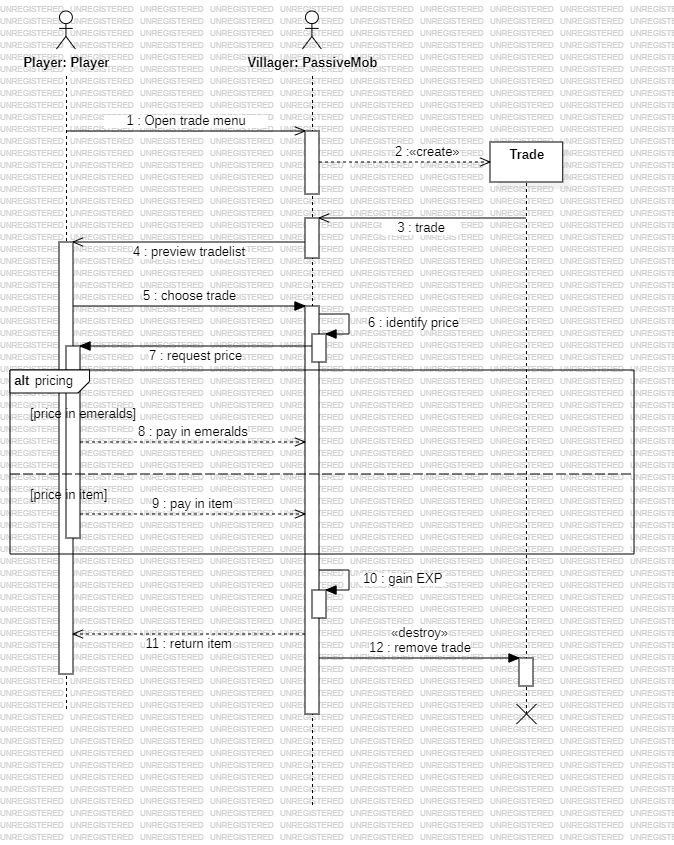 Player: Player
Villager: PassiveMob
1 : Open trade menu
2 :«create»
Trade
3 : trade
4 : preview tradelist
5 : choose trade
6 : identify price
7 : request price
alt pricing
[price in emeralds]
8 : pay in emeralds
[price in item]
9 : pay in item
10 : gain EXP
«destroy»
11 : return item
12 : remove trade
UNREGISTERED